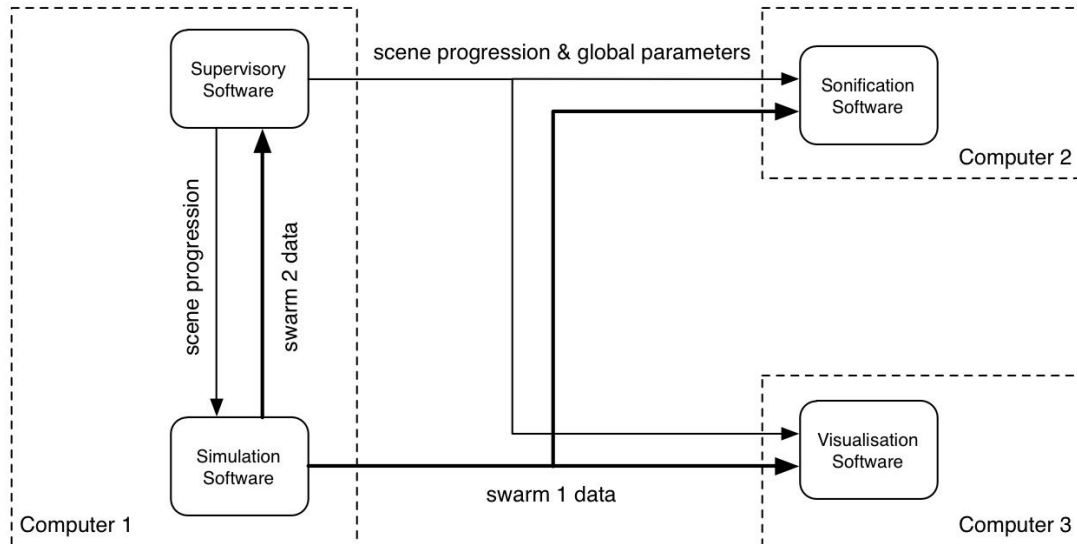 scene progression & global parameters
Supervisory
Software
Sonification
Software
Computer 2
scene progression
swarm 2 data
Simulation
Software
Visualisation
Software
swarm 1 data
Computer 1
Computer 3